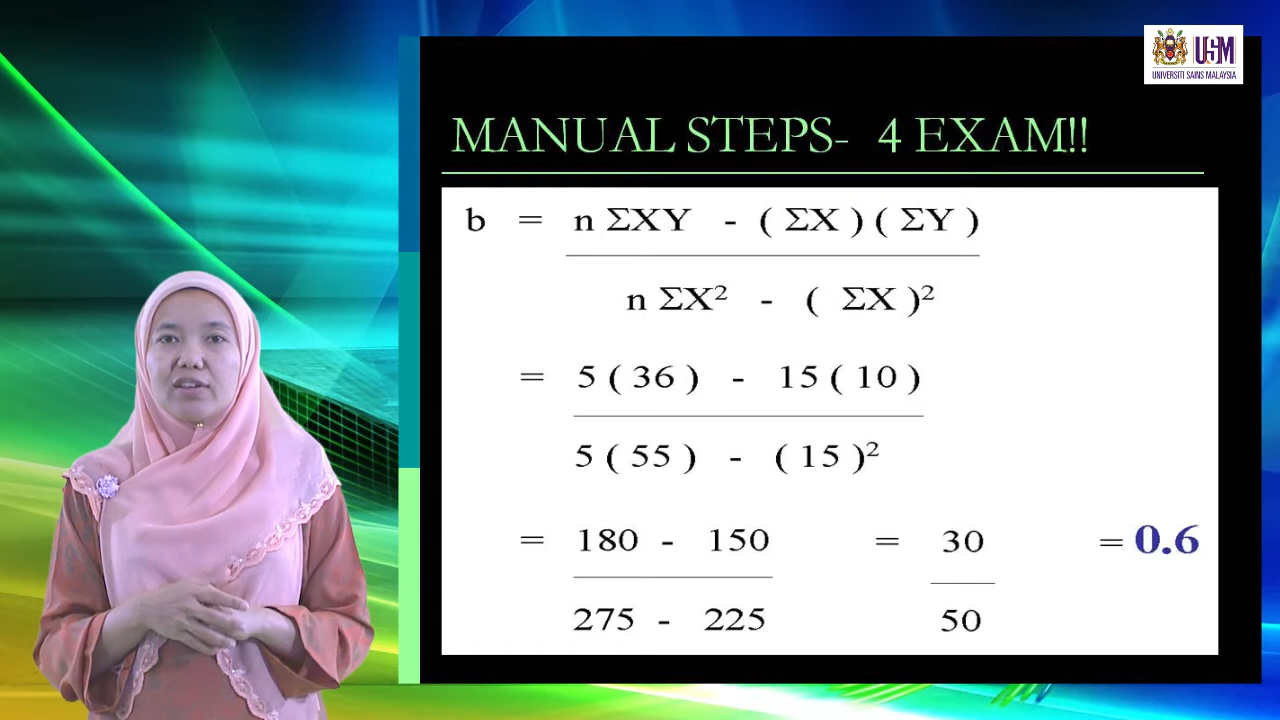 USM
UNIVERSITI SAINS MALAYSIA
MANUAL STEPS- 4 EXAM!!
b = n ΣXY - ( ΣX ) ( ΣY )
n ΣX² - ( ΣX )²
= 5 ( 36 ) - 15 ( 10 )
5 ( 55 ) - ( 15 )²
= 180 - 150 = 30 = 0.6
275 - 225 50